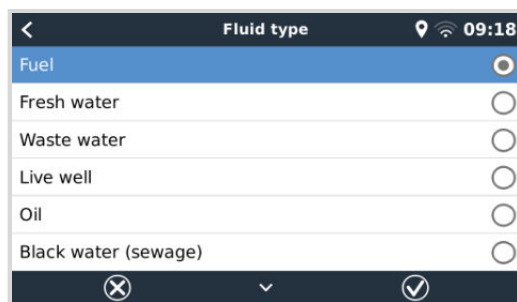 Fluid type 09:18
Fuel
Fresh water
Waste water
Live well
Oil
Black water (sewage)